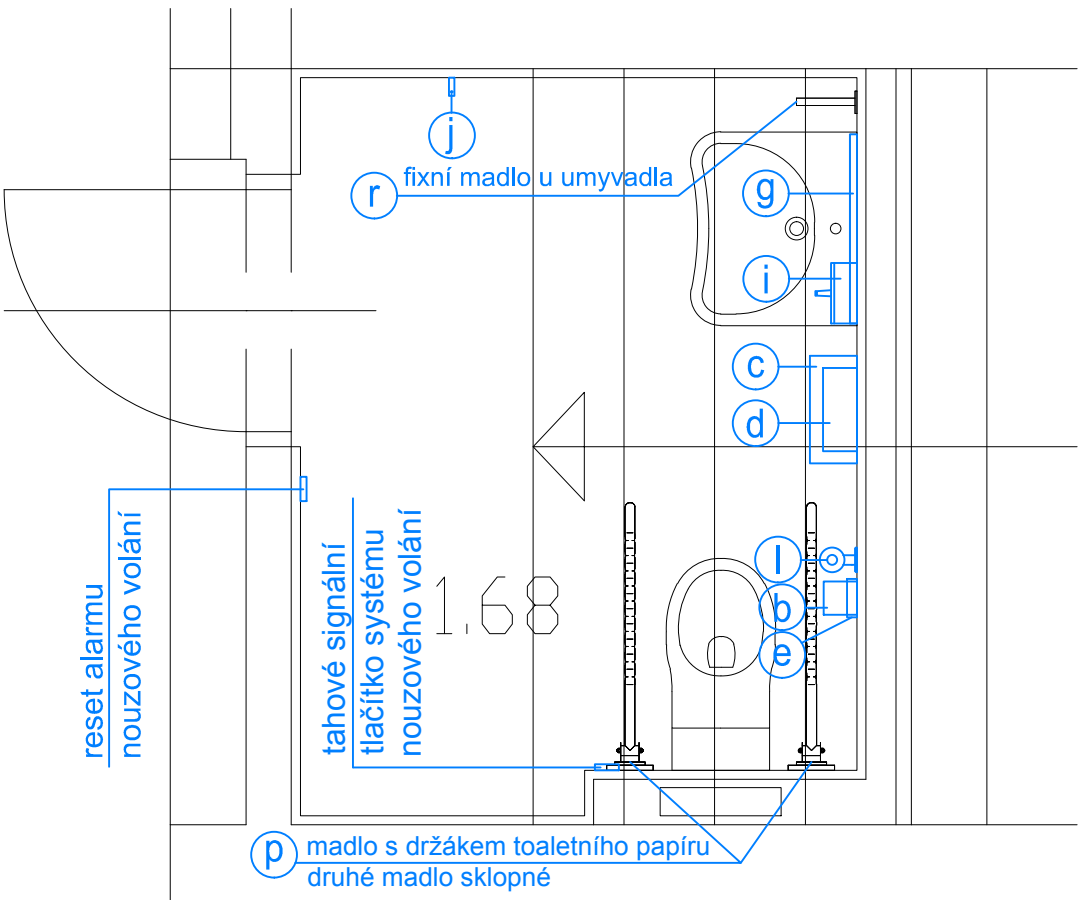 j
r
fixní madlo u umyvadla
g
i
c
d
reset alarmu
nouzového volání
tahové signální
tlačítko systému
nouzového volání
1.68
l
b
e
p
madlo s držákem toaletního papíru
druhé madlo sklopné